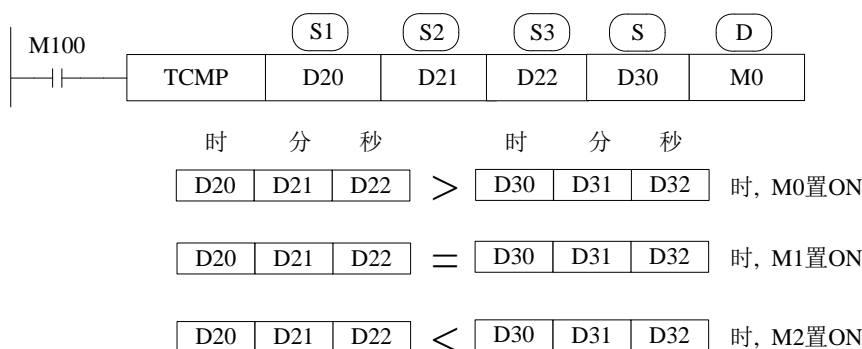 M100
S1 S2 S3 S D
TCMP D20 D21 D22 D30 M0
时 分 秒 时 分 秒
D20 D21 D22 > D30 D31 D32 时, M0置ON
D20 D21 D22 = D30 D31 D32 时, M1置ON
D20 D21 D22 < D30 D31 D32 时, M2置ON